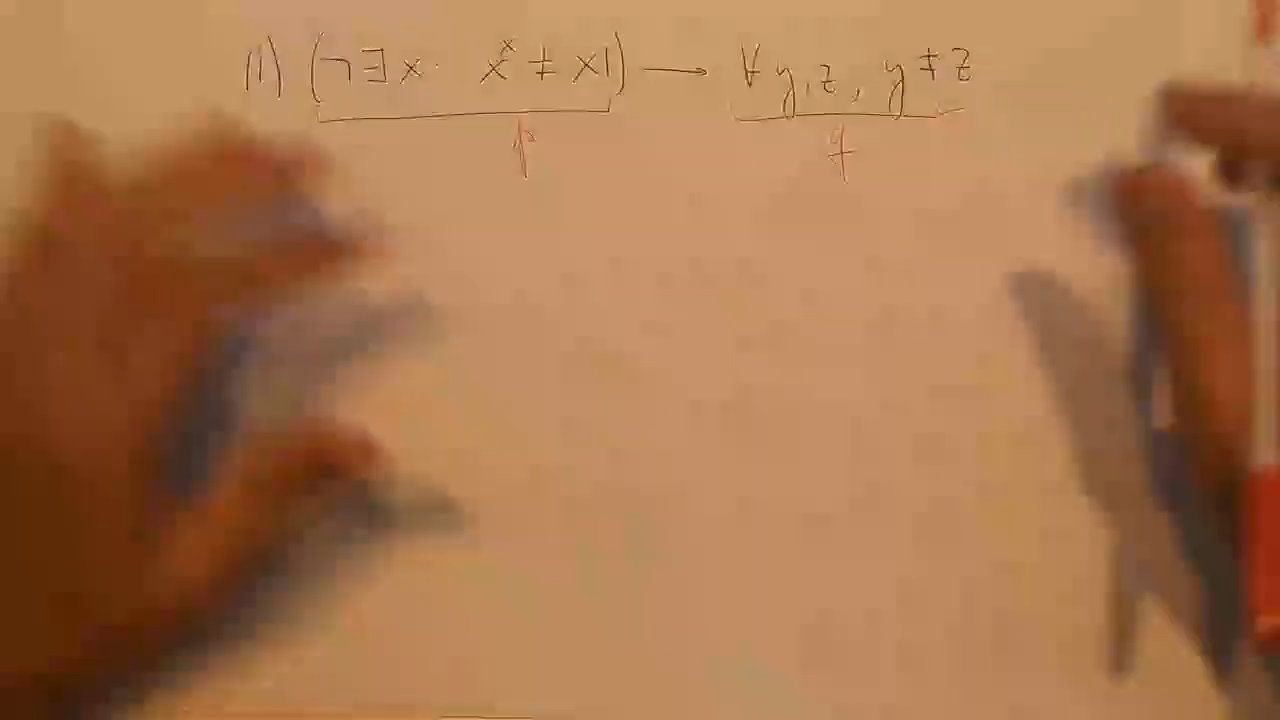 11) (¬∃x. x^x ≠ x!) → ∀y,z, y≠z
p q